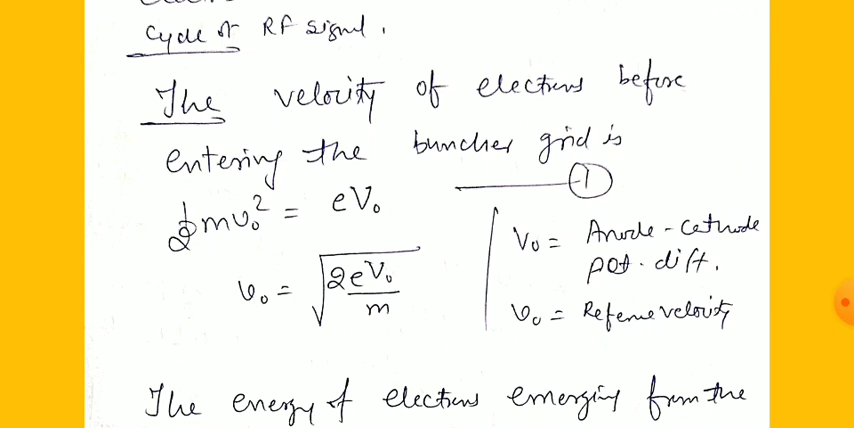 cycle of RF signal.
The velocity of electrons before
entering the buncher grid is
①
½mv₀² = eV₀
v₀ = √(2eV₀/m)
V₀ = Anode - Cathode
pot. diff.
v₀ = Reference velocity
The energy of electrons emerging from the